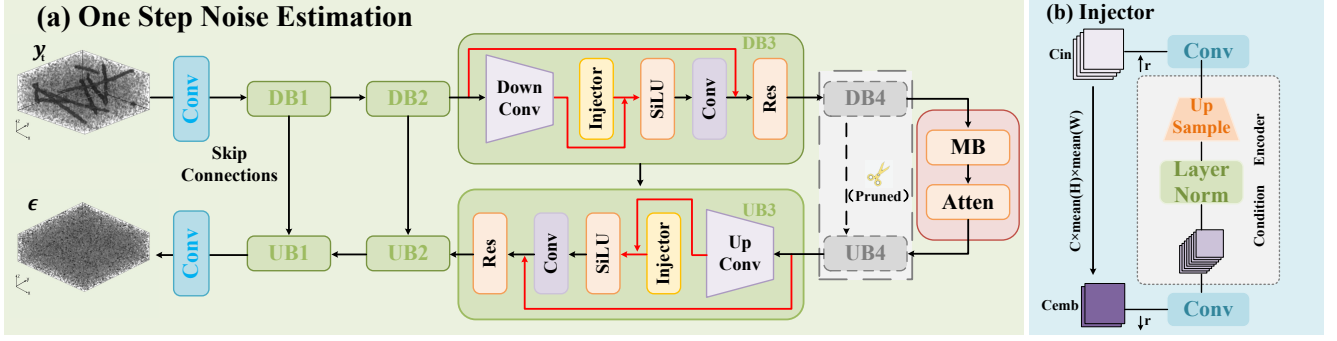 (a) One Step Noise Estimation
(b) Injector
yₜ
Conv
DB1
DB2
DB3
Down
Conv
Injector
SiLU
Conv
Res
DB4
Skip
Connections
(Pruned)
MB
Atten
ϵ
Conv
UB1
UB2
UB3
Res
Conv
SiLU
Injector
Up
Conv
UB4
Cin
r
Conv
Up
Sample
Layer
Norm
Condition Encoder
C×mean(H)×mean(W)
Cemb
r
Conv